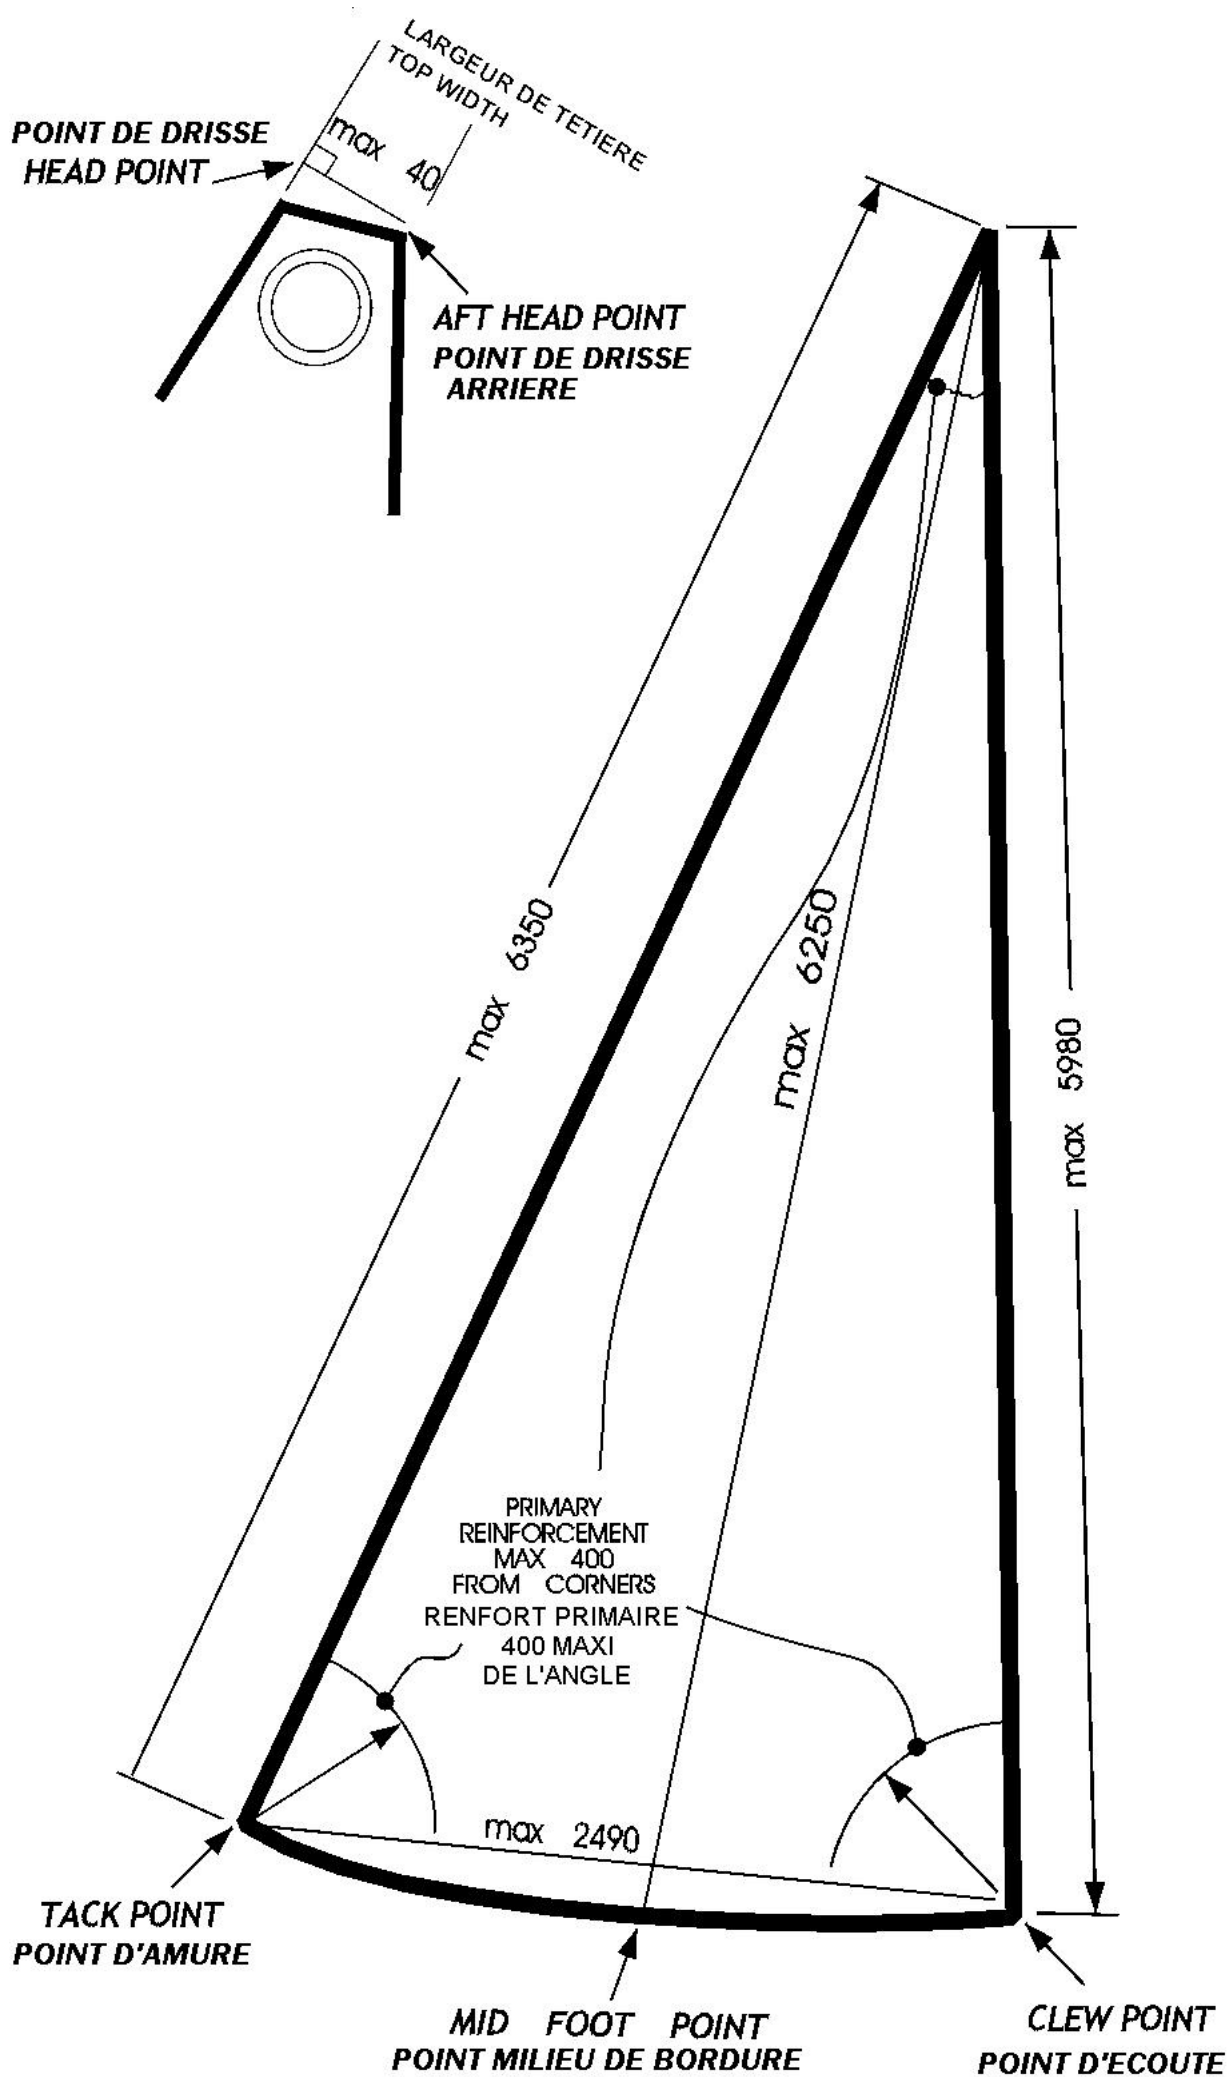 LARGEUR DE TETIERE
TOP WIDTH
POINT DE DRISSE
HEAD POINT
max 40
AFT HEAD POINT
POINT DE DRISSE
ARRIERE
max 6350
max 6250
max 5980
PRIMARY
REINFORCEMENT
MAX 400
FROM CORNERS
RENFORT PRIMAIRE
400 MAXI
DE L'ANGLE
max 2490
TACK POINT
POINT D'AMURE
MID FOOT POINT
POINT MILIEU DE BORDURE
CLEW POINT
POINT D'ECOUTE